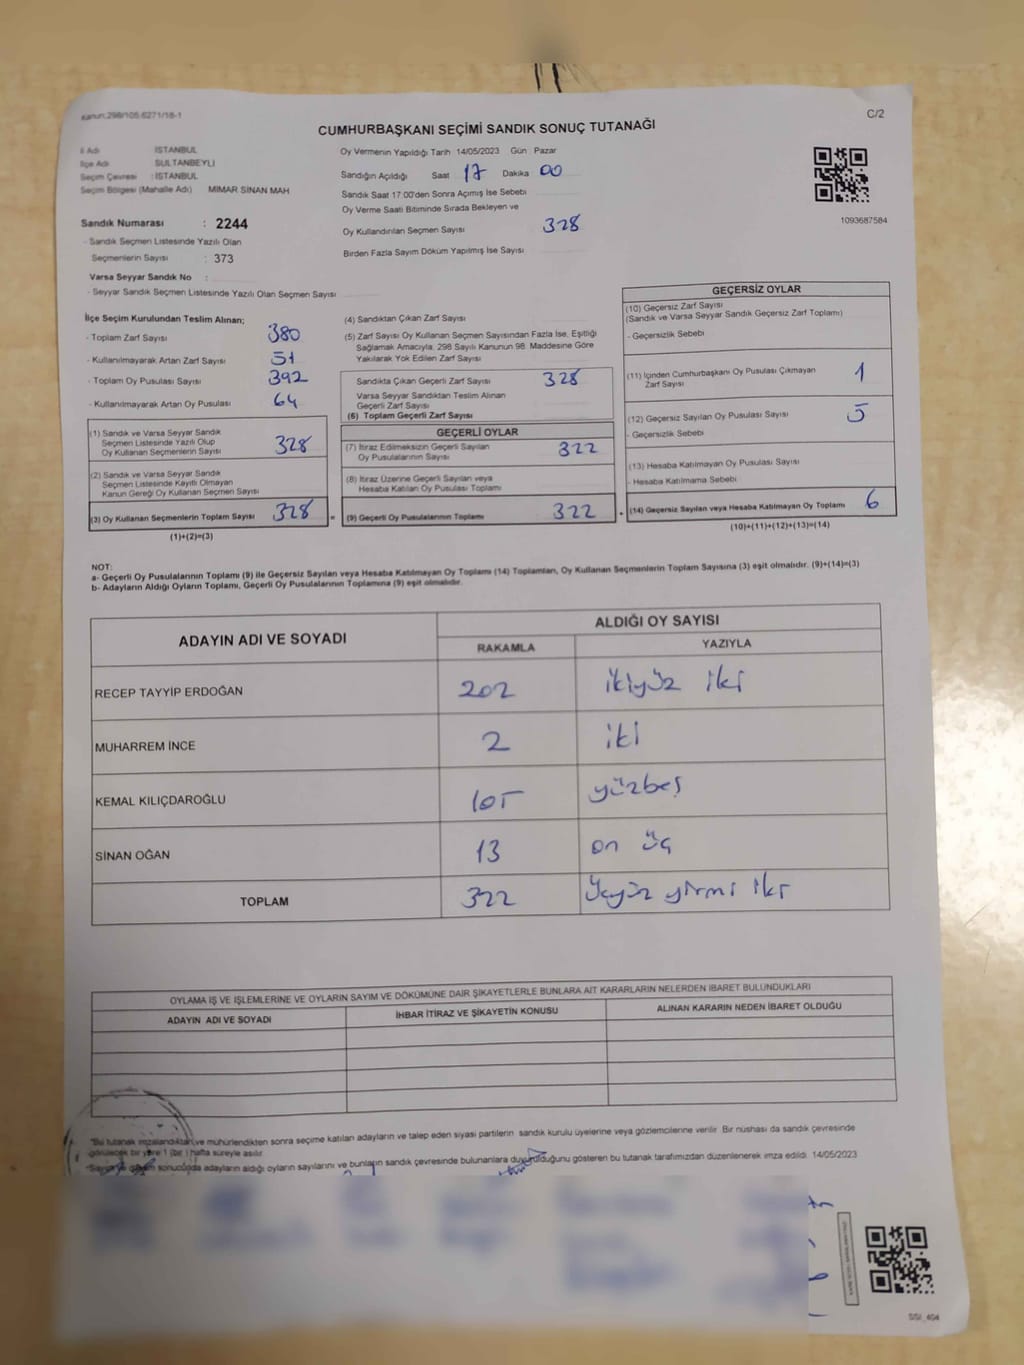 Kanun.298/105,6271/18-1
C/2
CUMHURBAŞKANI SEÇİMİ SANDIK SONUÇ TUTANAĞI
İl Adı : İSTANBUL
İlçe Adı SULTANBEYLİ
Seçim Çevresi : İSTANBUL
Seçim Bölgesi (Mahalle Adı) MİMAR SİNAN MAH
Sandık Numarası : 2244
- Sandık Seçmen Listesinde Yazılı Olan
Seçmenlerin Sayısı : 373
Varsa Seyyar Sandık No :
- Seyyar Sandık Seçmen Listesinde Yazılı Olan Seçmen Sayısı
Oy Vermenin Yapıldığı Tarih 14/05/2023 Gün Pazar
Sandığın Açıldığı Saat 17 Dakika 00
Sandık Saat 17:00'den Sonra Açımış İse Sebebi
Oy Verme Saati Bitiminde Sırada Bekleyen ve
Oy Kullandırılan Seçmen Sayısı 328
Birden Fazla Sayım Döküm Yapılmış İse Sayısı
1093687584
İlçe Seçim Kurulundan Teslim Alınan;
- Toplam Zarf Sayısı 380
- Kullanılmayarak Artan Zarf Sayısı 51
- Toplam Oy Pusulası Sayısı 392
- Kullanılmayarak Artan Oy Pusulası 64
(1) Sandık ve Varsa Seyyar Sandık
Seçmen Listesinde Yazılı Olup
Oy Kullanan Seçmenlerin Sayısı 328
(2) Sandık ve Varsa Seyyar Sandık
Seçmen Listesinde Kayıtlı Olmayan
Kanun Gereği Oy Kullanan Seçmen Sayısı
(3) Oy Kullanan Seçmenlerin Toplam Sayısı 328 =
(1)+(2)=(3)
(4) Sandıktan Çıkan Zarf Sayısı
(5) Zarf Sayısı Oy Kullanan Seçmen Sayısından Fazla İse, Eşitliği
Sağlamak Amacıyla, 298 Sayılı Kanunun 98. Maddesine Göre
Yakılarak Yok Edilen Zarf Sayısı
Sandıkta Çıkan Geçerli Zarf Sayısı 328
Varsa Seyyar Sandıktan Teslim Alınan
Geçerli Zarf Sayısı
(6) Toplam Geçerli Zarf Sayısı
GEÇERLİ OYLAR
(7) İtiraz Edilmeksizin Geçerli Sayılan
Oy Pusulalarının Sayısı 322
(8) İtiraz Üzerine Geçerli Sayılan veya
Hesaba Katılan Oy Pusulası Toplamı
(9) Geçerli Oy Pusulalarının Toplamı 322 +
GEÇERSİZ OYLAR
(10) Geçersiz Zarf Sayısı
(Sandık ve Varsa Seyyar Sandık Geçersiz Zarf Toplamı)
- Geçersizlik Sebebi
(11) İçinden Cumhurbaşkanı Oy Pusulası Çıkmayan
Zarf Sayısı 1
(12) Geçersiz Sayılan Oy Pusulası Sayısı 5
- Geçersizlik Sebebi
(13) Hesaba Katılmayan Oy Pusulası Sayısı
- Hesaba Katılmama Sebebi
(14) Geçersiz Sayılan veya Hesaba Katılmayan Oy Toplamı 6
(10)+(11)+(12)+(13)=(14)
NOT:
a- Geçerli Oy Pusulalarının Toplamı (9) ile Geçersiz Sayılan veya Hesaba Katılmayan Oy Toplamı (14) Toplamları, Oy Kullanan Seçmenlerin Toplam Sayısına (3) eşit olmalıdır. (9)+(14)=(3)
b- Adayların Aldığı Oyların Toplamı, Geçerli Oy Pusulalarının Toplamına (9) eşit olmalıdır.
ADAYIN ADI VE SOYADI ALDIĞI OY SAYISI
RAKAMLA YAZIYLA
RECEP TAYYİP ERDOĞAN 202 ikiyüz iki
MUHARREM İNCE 2 iki
KEMAL KILIÇDAROĞLU 105 yüzbeş
SİNAN OĞAN 13 on üç
TOPLAM 322 üçyüz yirmi iki
OYLAMA İŞ VE İŞLEMLERİNE VE OYLARIN SAYIM VE DÖKÜMÜNE DAİR ŞİKAYETLERLE BUNLARA AİT KARARLARIN NELERDEN İBARET BULUNDUKLARI
ADAYIN ADI VE SOYADI İHBAR İTİRAZ VE ŞİKAYETİN KONUSU ALINAN KARARIN NEDEN İBARET OLDUĞU
*Bu tutanak imzalandıktan ve mühürlendikten sonra seçime katılan adayların ve talep eden siyasi partilerin sandık kurulu üyelerine veya gözlemcilerine verilir. Bir nüshası da sandık çevresinde
görülecek bir yere 1 (bir) hafta süreyle asılır.
*Sayım ve döküm sonucunda adayların aldığı oyların sayılarını ve bunların sandık çevresinde bulunanlara duyurulduğunu gösteren bu tutanak tarafımızdan düzenlenerek imza edildi. 14/05/2023
SSİ_404